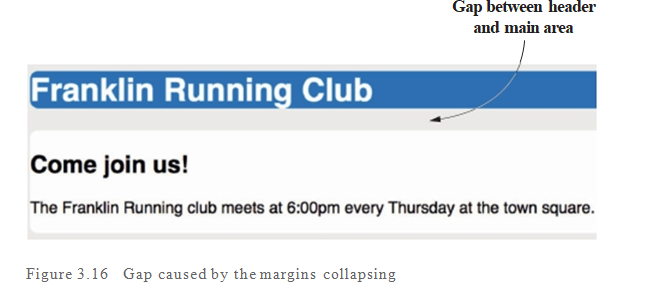 Gap between header
and main area
Franklin Running Club
Come join us!
The Franklin Running club meets at 6:00pm every Thursday at the town square.
Figure 3.16 Gap caused by the margins collapsing